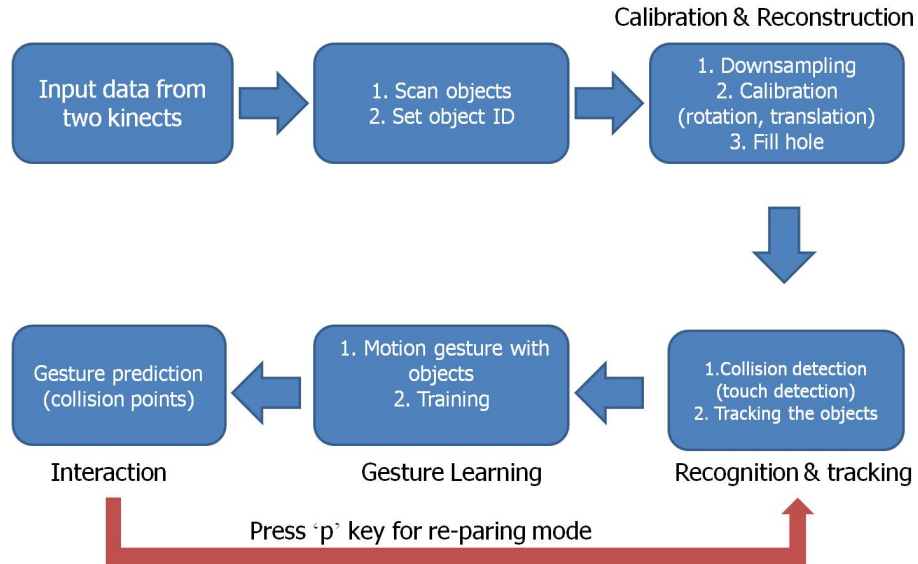 Calibration & Reconstruction
Input data from
two kinects
1. Scan objects
2. Set object ID
1. Downsampling
2. Calibration
(rotation, translation)
3. Fill hole
Gesture prediction
(collision points)
1. Motion gesture with
objects
2. Training
1.Collision detection
(touch detection)
2. Tracking the objects
Interaction
Gesture Learning
Recognition & tracking
Press ‘p’ key for re-paring mode